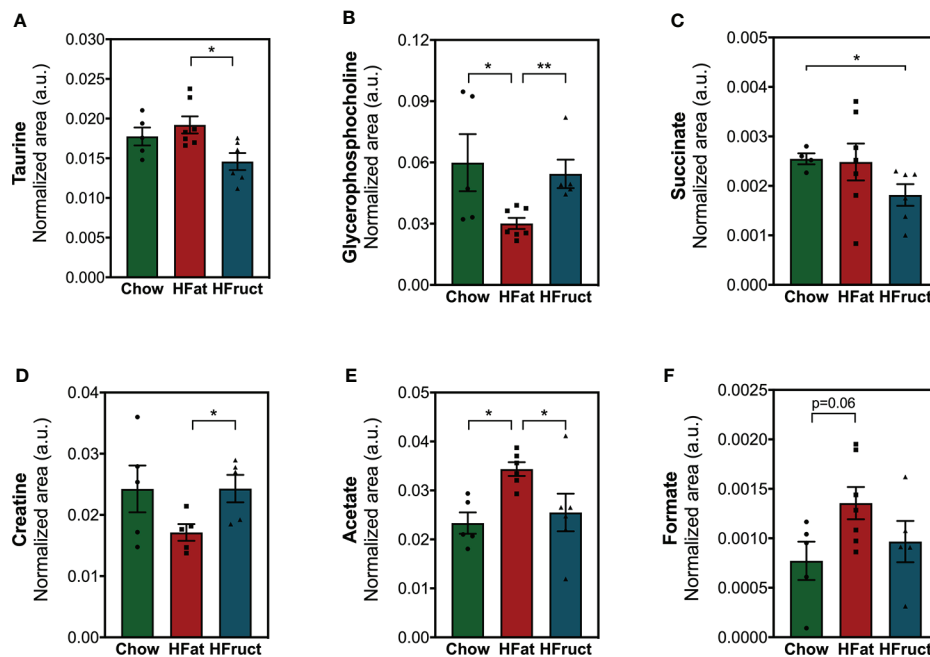 A
Taurine
Normalized area (a.u.)
0.030
0.025
0.020
0.015
0.010
0.005
0.000
*
Chow HFat HFruct
B
Glycerophosphocholine
Normalized area (a.u.)
0.12
0.09
0.06
0.03
0.00
* **
Chow HFat HFruct
C
Succinate
Normalized area (a.u.)
0.005
0.004
0.003
0.002
0.001
0.000
*
Chow HFat HFruct
D
Creatine
Normalized area (a.u.)
0.04
0.03
0.02
0.01
0.00
*
Chow HFat HFruct
E
Acetate
Normalized area (a.u.)
0.05
0.04
0.03
0.02
0.01
0.00
* *
Chow HFat HFruct
F
Formate
Normalized area (a.u.)
0.0025
0.0020
0.0015
0.0010
0.0005
0.0000
p=0.06
Chow HFat HFruct